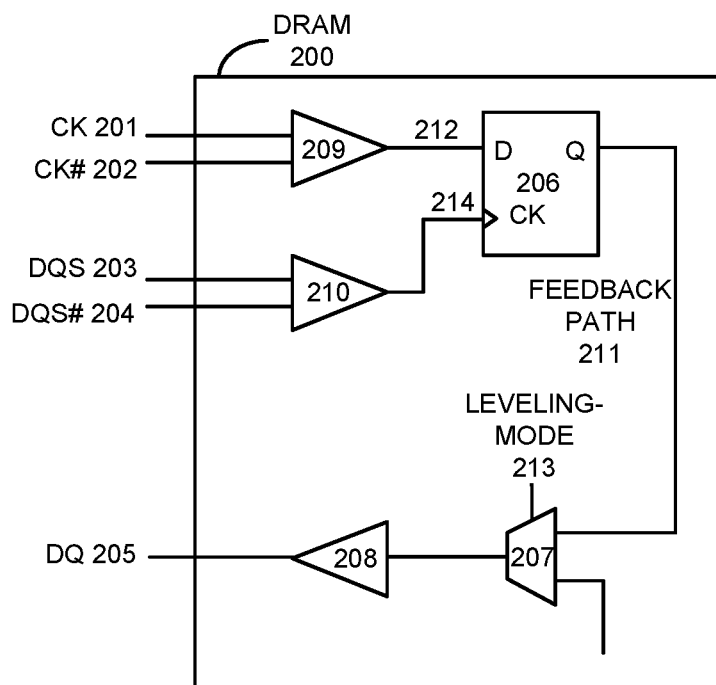 DRAM
200
CK 201
CK# 202
209
212
D Q
206
CK
214
DQS 203
DQS# 204
210
FEEDBACK
PATH
211
LEVELING-
MODE
213
DQ 205
208
207